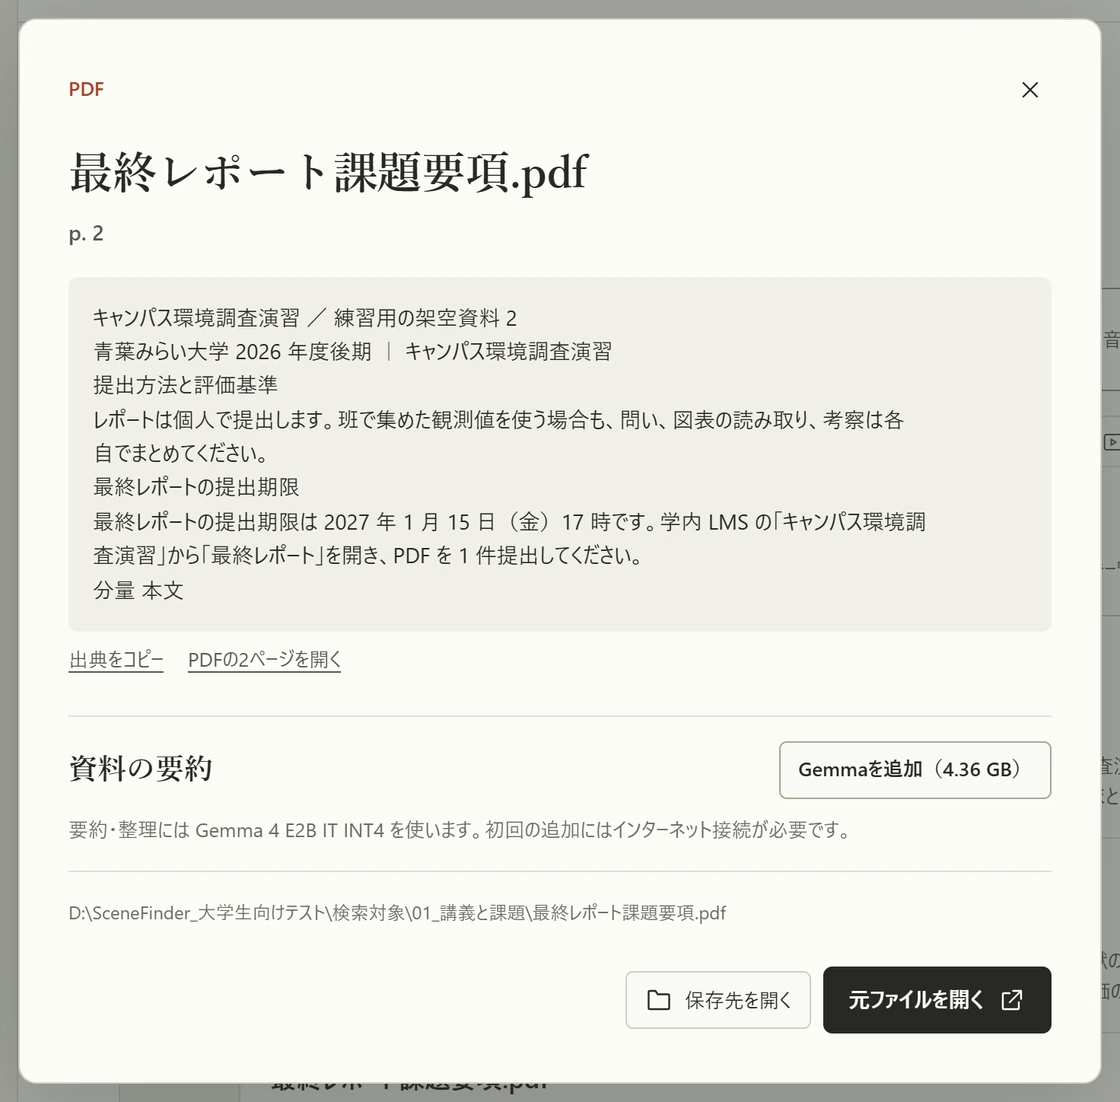 PDF
最終レポート課題要項.pdf
p. 2
キャンパス環境調査演習 ／ 練習用の架空資料 2
青葉みらい大学 2026 年度後期 ｜ キャンパス環境調査演習
提出方法と評価基準
レポートは個人で提出します。班で集めた観測値を使う場合も、問い、図表の読み取り、考察は各
自でまとめてください。
最終レポートの提出期限
最終レポートの提出期限は 2027 年 1 月 15 日（金）17 時です。学内 LMS の「キャンパス環境調
査演習」から「最終レポート」を開き、PDF を 1 件提出してください。
分量 本文
出典をコピー PDFの2ページを開く
資料の要約
Gemmaを追加（4.36 GB）
要約・整理には Gemma 4 E2B IT INT4 を使います。初回の追加にはインターネット接続が必要です。
D:\SceneFinder_大学生向けテスト\検索対象\01_講義と課題\最終レポート課題要項.pdf
保存先を開く 元ファイルを開く